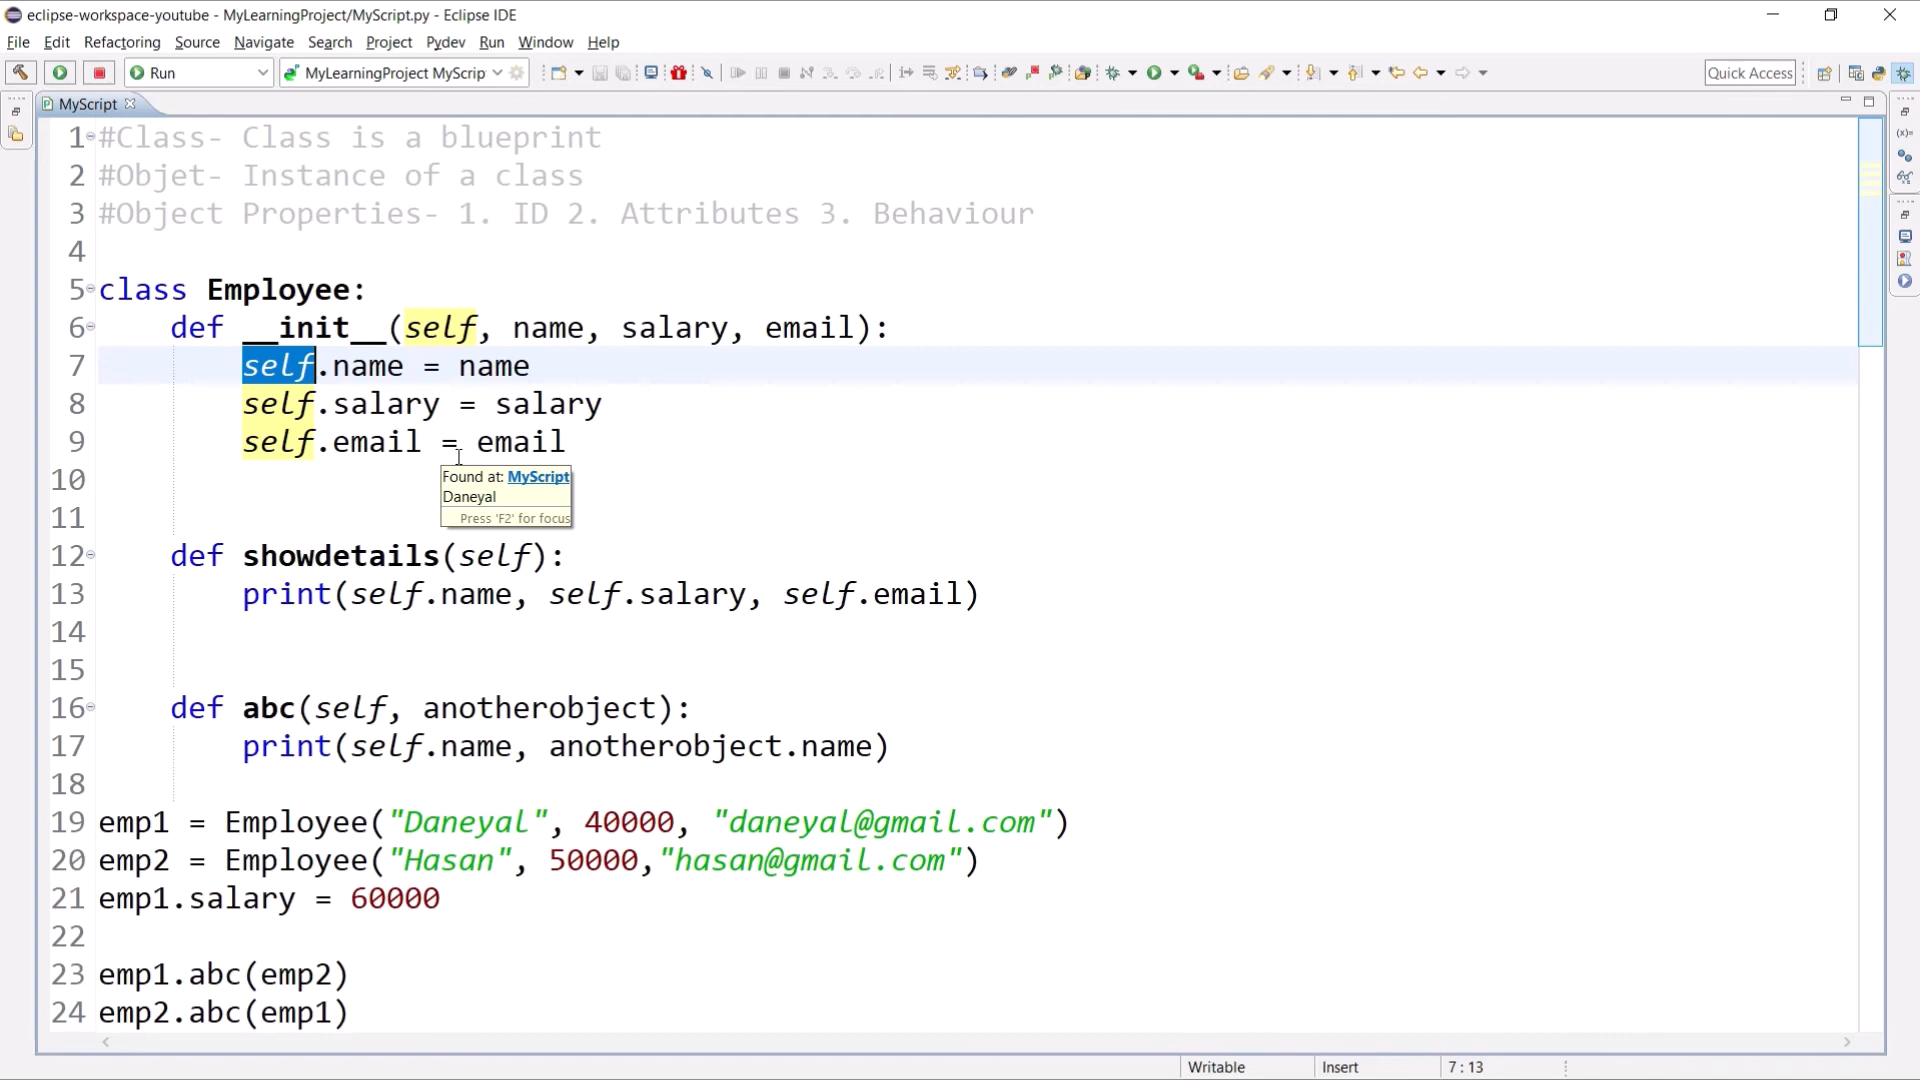 eclipse-workspace-youtube - MyLearningProject/MyScript.py - Eclipse IDE
File Edit Refactoring Source Navigate Search Project Pydev Run Window Help
Run MyLearningProject MyScrip Quick Access
MyScript
1 #Class- Class is a blueprint
2 #Objet- Instance of a class
3 #Object Properties- 1. ID 2. Attributes 3. Behaviour
4
5 class Employee:
6 def __init__(self, name, salary, email):
7 self.name = name
8 self.salary = salary
9 self.email = email
10
Found at: MyScript
Daneyal
Press 'F2' for focus
11
12 def showdetails(self):
13 print(self.name, self.salary, self.email)
14
15
16 def abc(self, anotherobject):
17 print(self.name, anotherobject.name)
18
19 emp1 = Employee("Daneyal", 40000, "daneyal@gmail.com")
20 emp2 = Employee("Hasan", 50000,"hasan@gmail.com")
21 emp1.salary = 60000
22
23 emp1.abc(emp2)
24 emp2.abc(emp1)
Writable Insert 7 : 13